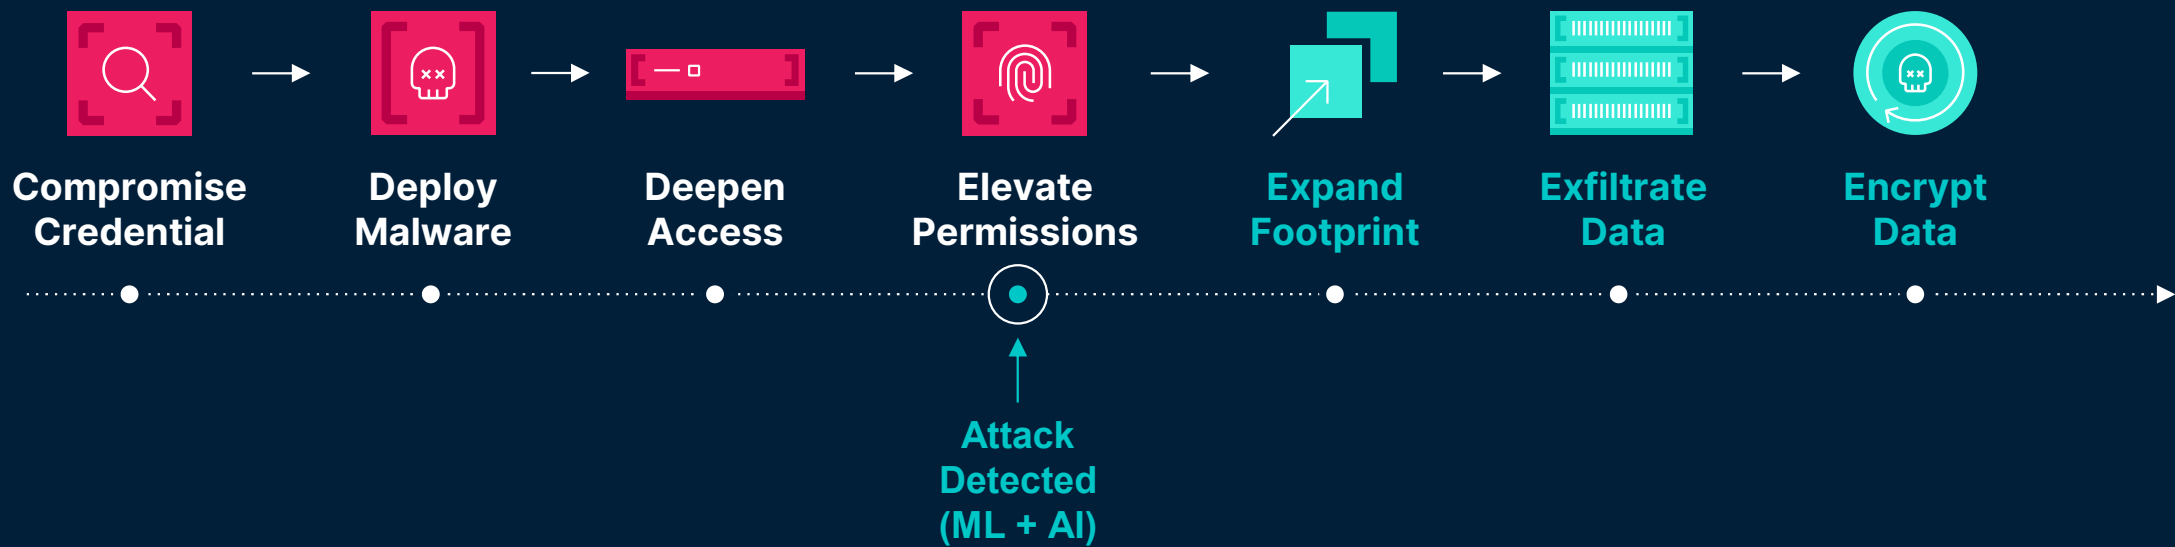 Compromise
Credential
Deploy
Malware
Deepen
Access
Elevate
Permissions
Expand
Footprint
Exfiltrate
Data
Encrypt
Data
Attack
Detected
(ML + AI)